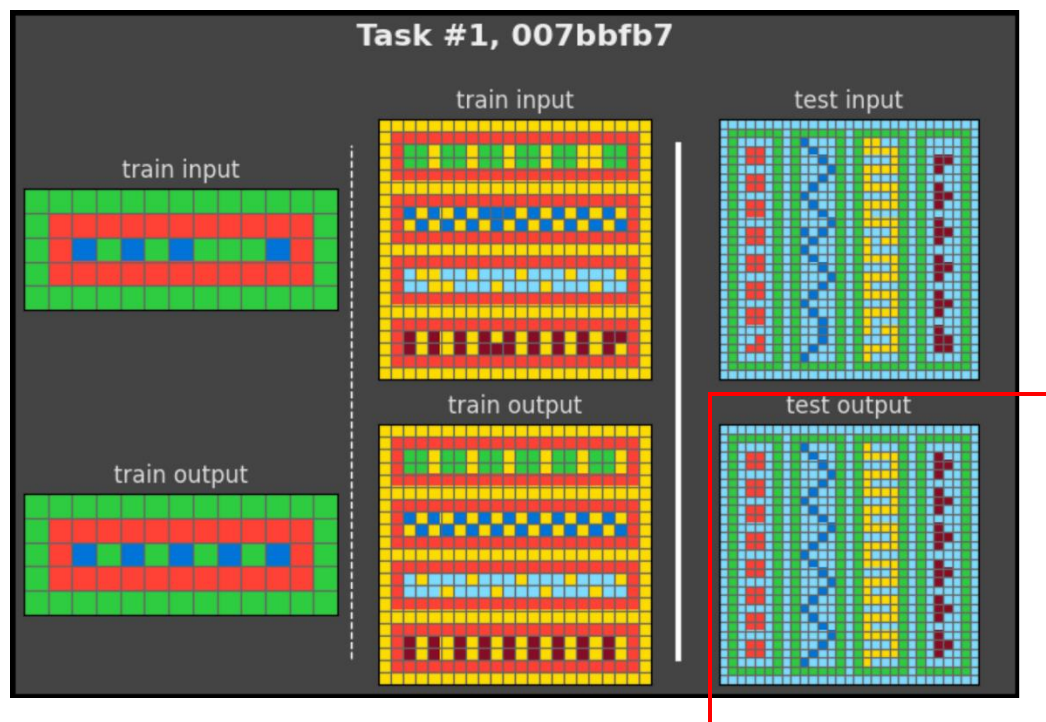 Task #1, 007bbfb7
train input
train output
train input
train output
test input
test output